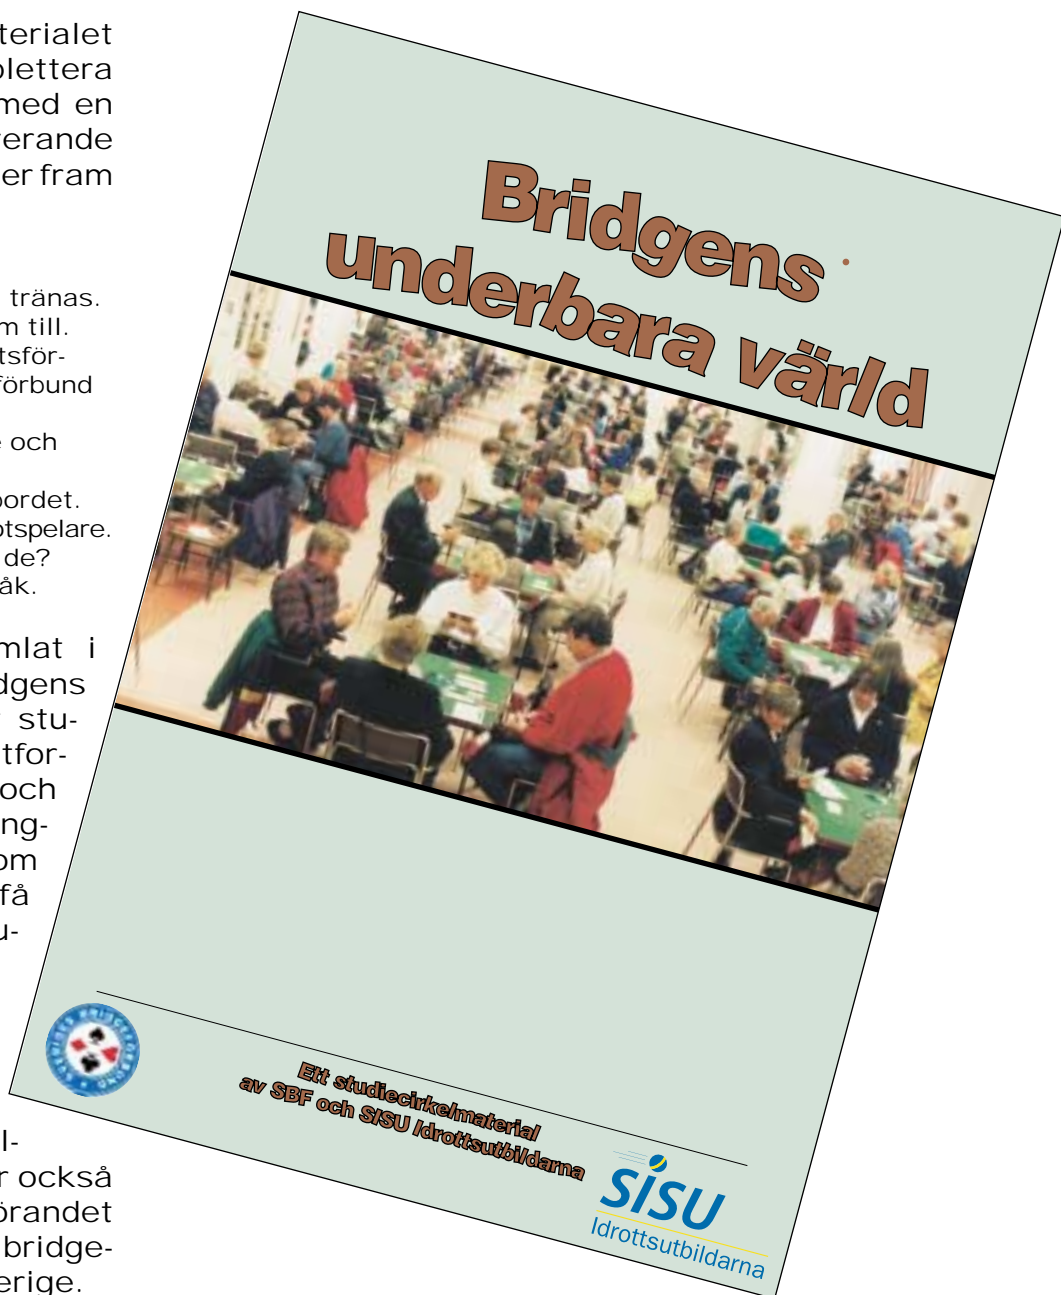 terialet
plettera
med en
erande
er fram
tränas.
m till.
tsför-
förbund
e och
bordet.
otspelare.
de?
åk.
mlat i
dgens
stu-
tfor-
och
ng-
om
få
u-
l-
r också
örandet
bridge-
erige.
Bridgens
underbara värld
SVERIGES BRIDGEFÖRBUND
Ett studiecirkelmaterial
av SBF och SISU Idrottsutbildarna
SISU
Idrottsutbildarna